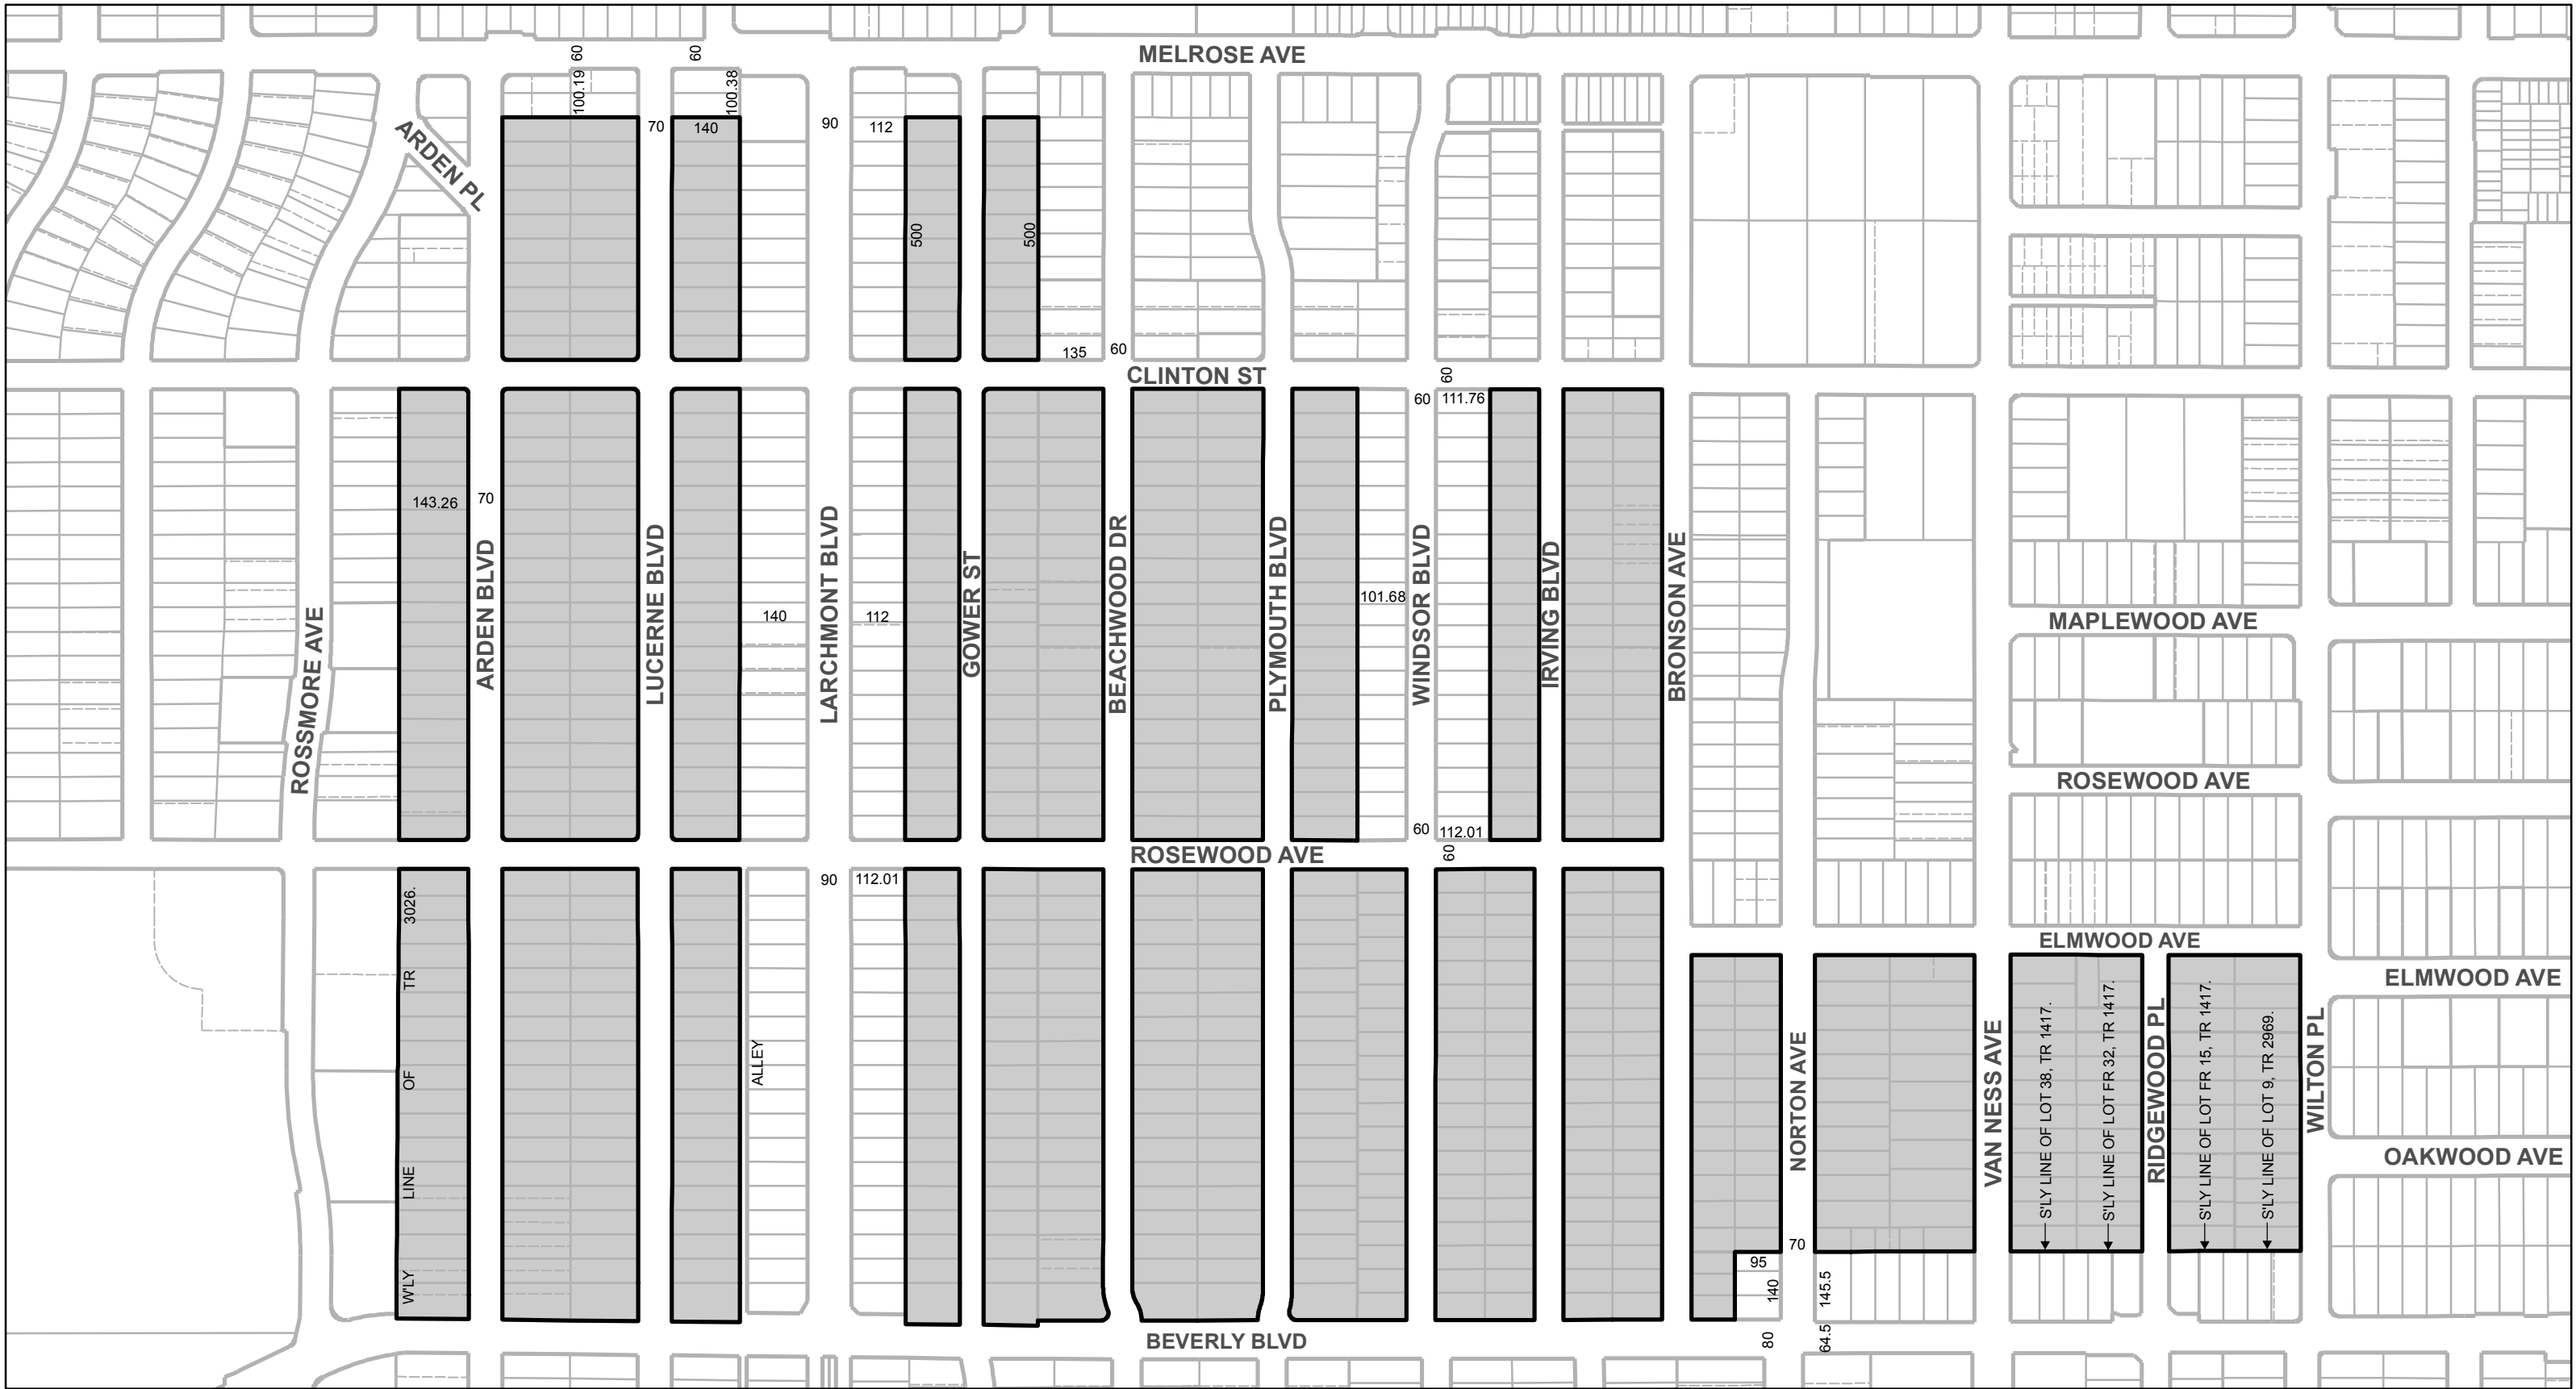 60
60
MELROSE AVE
100.19
100.38
ARDEN PL
70
140
90
112
500
500
135
60
CLINTON ST
60
60
111.76
143.26
70
ARDEN BLVD
LUCERNE BLVD
LARCHMONT BLVD
GOWER ST
BEACHWOOD DR
PLYMOUTH BLVD
101.68
WINDSOR BLVD
IRVING BLVD
BRONSON AVE
140
112
ROSSMORE AVE
MAPLEWOOD AVE
ROSEWOOD AVE
60
112.01
60
ROSEWOOD AVE
90
112.01
W'LY LINE OF TR 3026.
ALLEY
ELMWOOD AVE
ELMWOOD AVE
NORTON AVE
VAN NESS AVE
S'LY LINE OF LOT 38, TR 1417.
S'LY LINE OF LOT FR 32, TR 1417.
RIDGEWOOD PL
S'LY LINE OF LOT FR 15, TR 1417.
S'LY LINE OF LOT 9, TR 2969.
WILTON PL
OAKWOOD AVE
70
95
140
145.5
80
64.5
BEVERLY BLVD